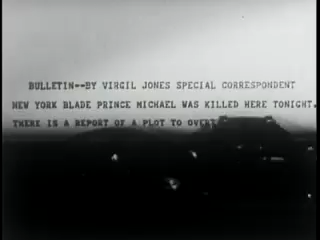 BULLETIN--BY VIRGIL JONES SPECIAL CORRESPONDENT
NEW YORK BLADE PRINCE MICHAEL WAS KILLED HERE TONIGHT.
THERE IS A REPORT OF A PLOT TO OVERT